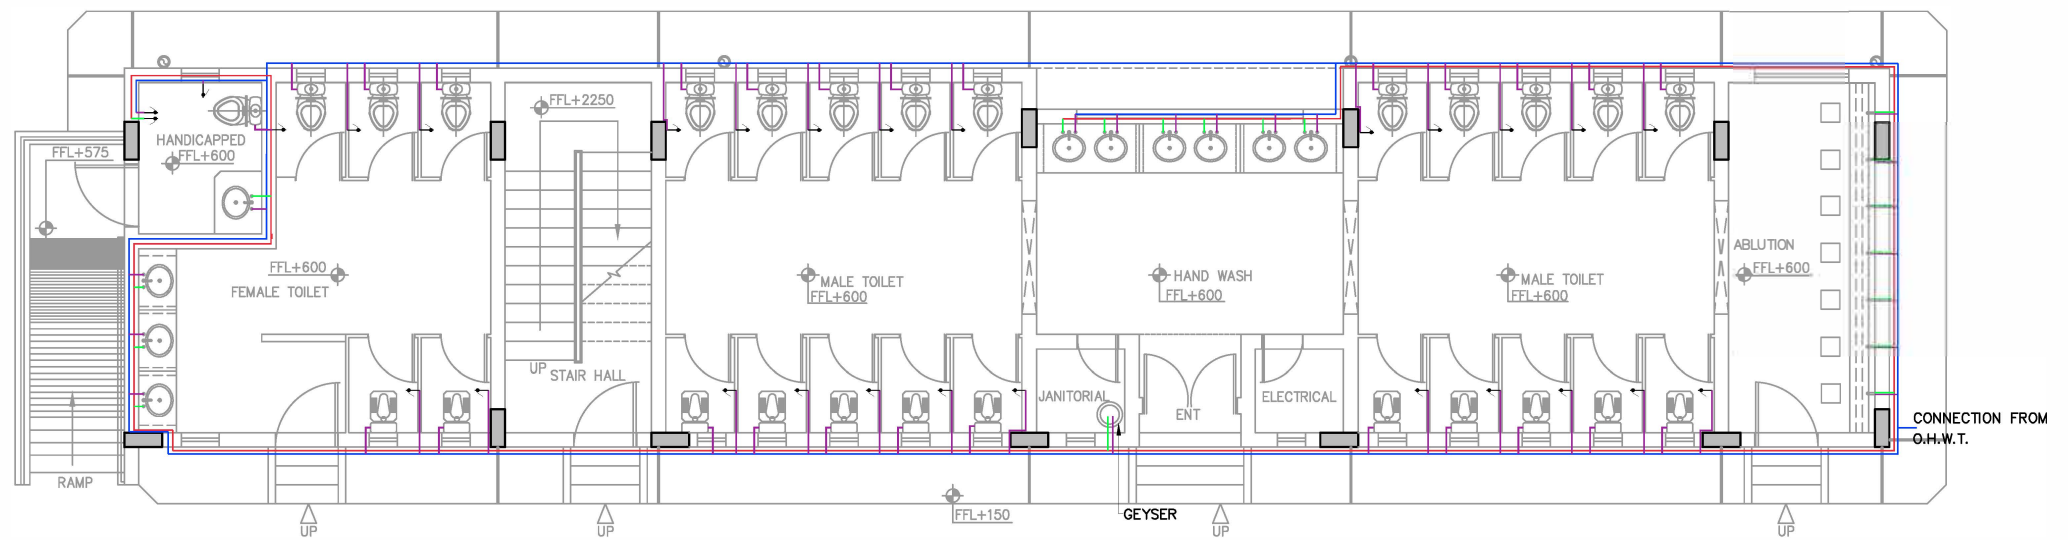 FFL+2250
HANDICAPPED
FFL+600
FFL+575
ABLUTION
FFL+600
FFL+600
FEMALE TOILET
MALE TOILET
FFL+600
HAND WASH
FFL+600
MALE TOILET
FFL+600
UP
STAIR HALL
JANITORIAL
ENT
ELECTRICAL
CONNECTION FROM
O.H.W.T.
RAMP
FFL+150
GEYSER
UP
UP
UP
UP